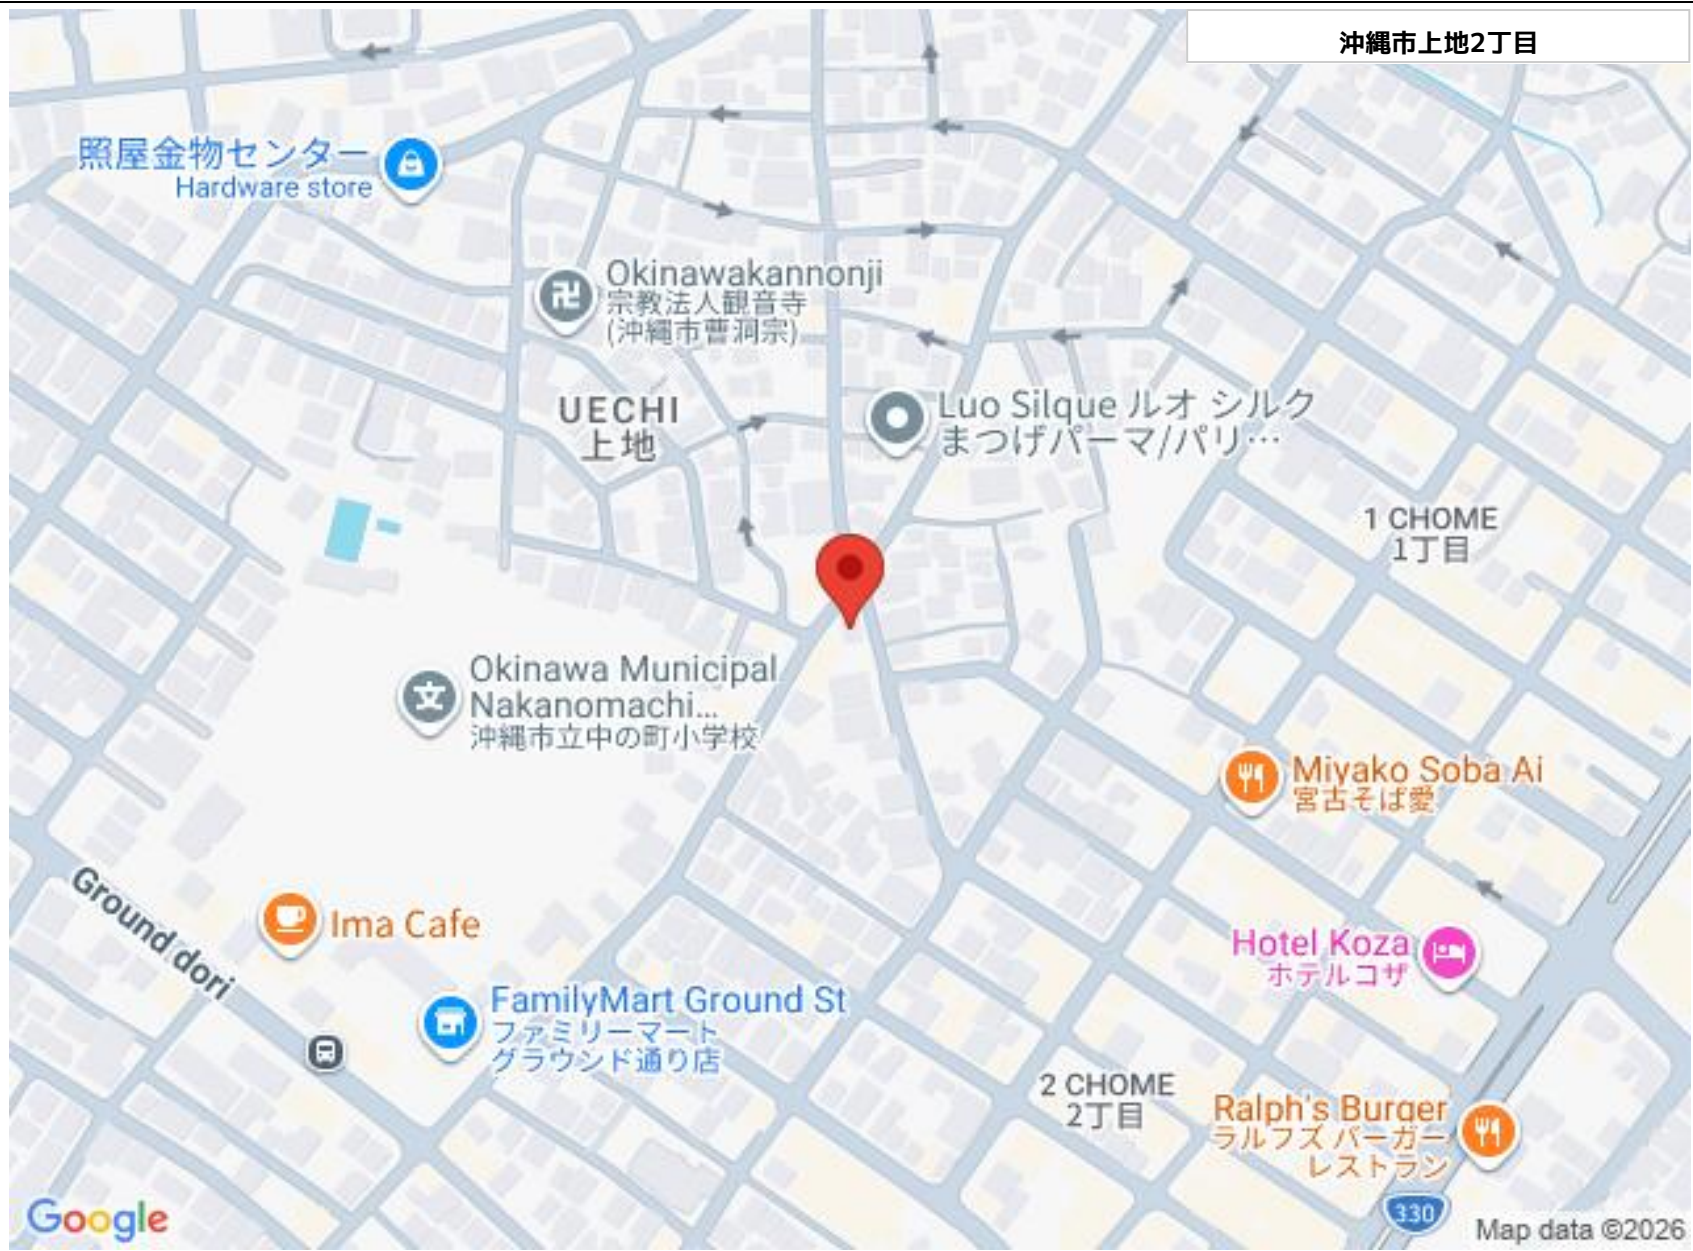 沖縄市上地2丁目
照屋金物センター
Hardware store
Okinawakannonji
宗教法人観音寺
(沖縄市曹洞宗)
UECHI
上地
Luo Silque ルオ シルク
まつげパーマ/パリ…
1 CHOME
1丁目
Okinawa Municipal
Nakanomachi...
沖縄市立中の町小学校
Miyako Soba Ai
宮古そば愛
Ground dori
Ima Cafe
Hotel Koza
ホテルコザ
FamilyMart Ground St
ファミリーマート
グラウンド通り店
2 CHOME
2丁目
Ralph's Burger
ラルフズ バーガー
レストラン
330
Google
Map data ©2026